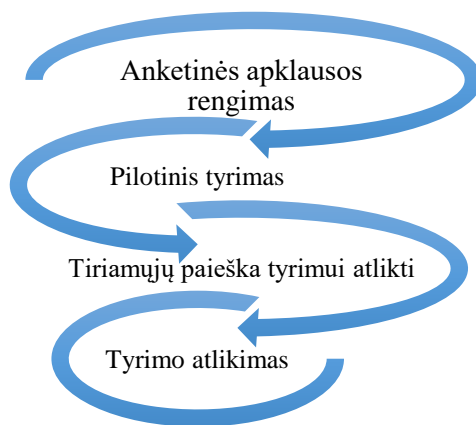 Anketinės apklausos
rengimas
Pilotinis tyrimas
Tiriamųjų paieška tyrimui atlikti
Tyrimo atlikimas